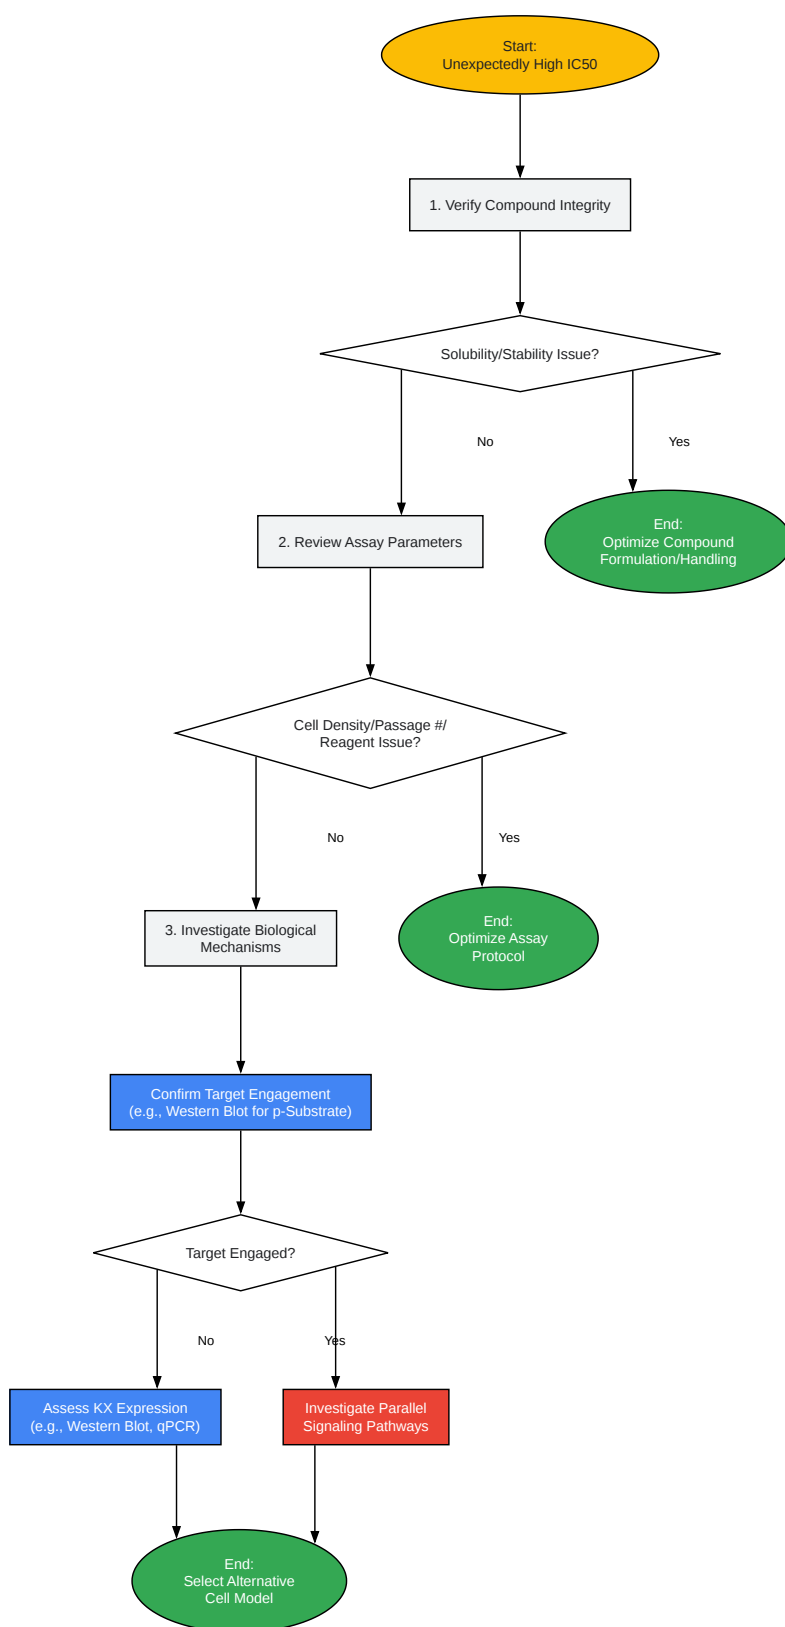 Start:
Unexpectedly High IC50
1. Verify Compound Integrity
Solubility/Stability Issue?
No
Yes
2. Review Assay Parameters
End:
Optimize Compound
Formulation/Handling
Cell Density/Passage #/
Reagent Issue?
No
Yes
3. Investigate Biological
Mechanisms
End:
Optimize Assay
Protocol
Confirm Target Engagement
(e.g., Western Blot for p-Substrate)
Target Engaged?
No
Yes
Assess KX Expression
(e.g., Western Blot, qPCR)
Investigate Parallel
Signaling Pathways
End:
Select Alternative
Cell Model